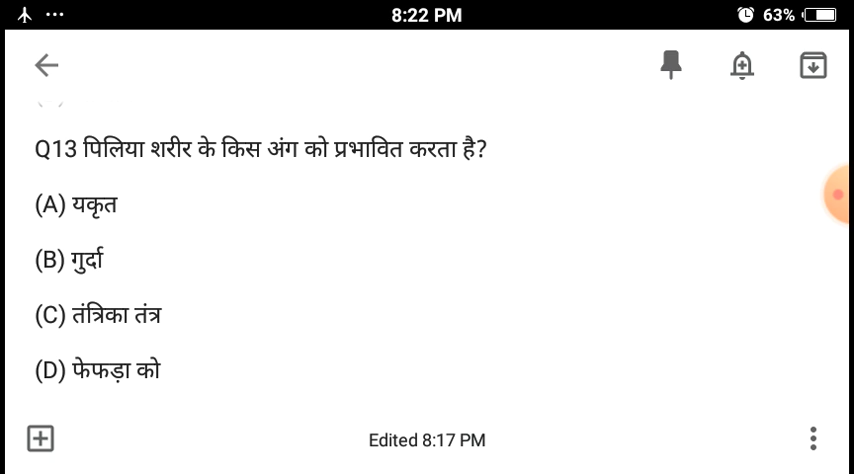 8:22 PM
63%
Q13 पिलिया शरीर के किस अंग को प्रभावित करता है?
(A) यकृत
(B) गुर्दा
(C) तंत्रिका तंत्र
(D) फेफड़ा को
Edited 8:17 PM